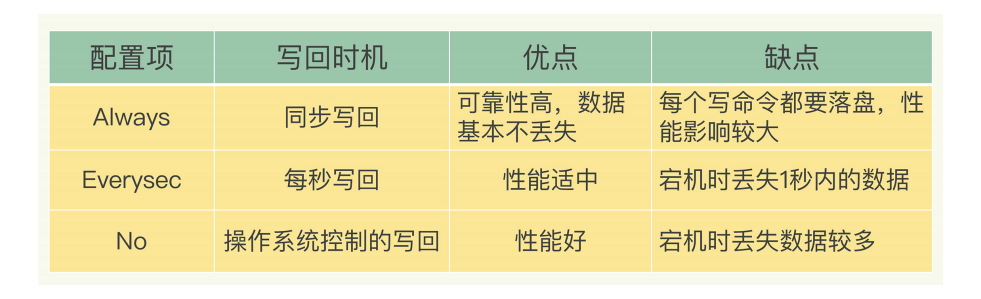 配置项 写回时机 优点 缺点
Always 同步写回 可靠性高，数据基本不丢失 每个写命令都要落盘，性能影响较大
Everysec 每秒写回 性能适中 宕机时丢失1秒内的数据
No 操作系统控制的写回 性能好 宕机时丢失数据较多